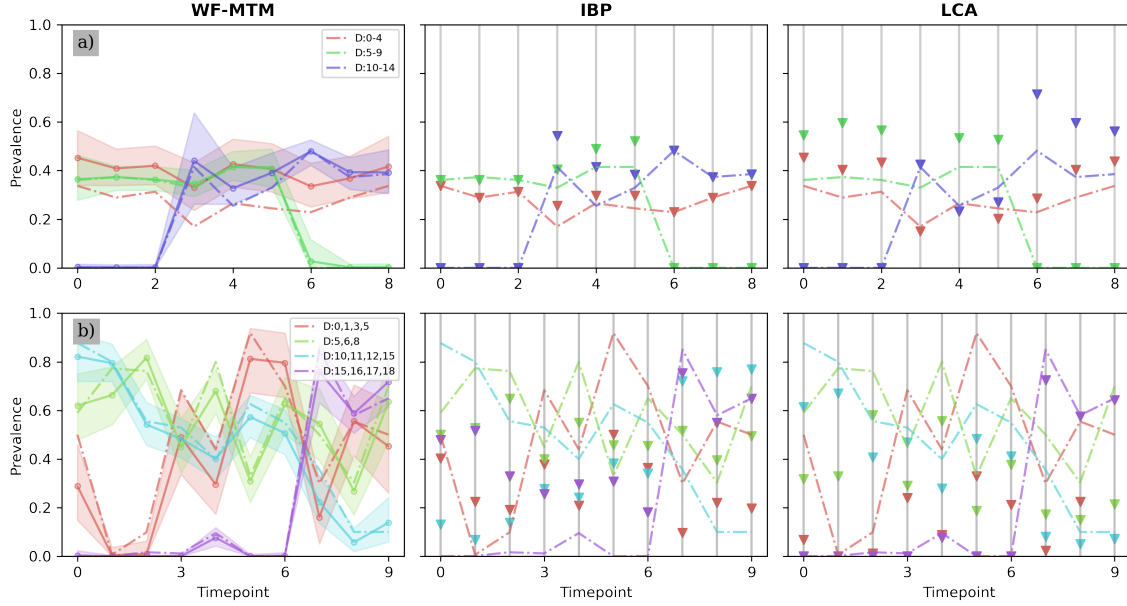 WF-MTM IBP LCA
a)
D:0-4
D:5-9
D:10-14
Prevalence
1.0
0.8
0.6
0.4
0.2
0.0
0 2 4 6 8
0 2 4 6 8
0 2 4 6 8
b)
D:0,1,3,5
D:5,6,8
D:10,11,12,15
D:15,16,17,18
Prevalence
1.0
0.8
0.6
0.4
0.2
0.0
0 3 6 9
0 3 6 9
0 3 6 9
Timepoint Timepoint Timepoint